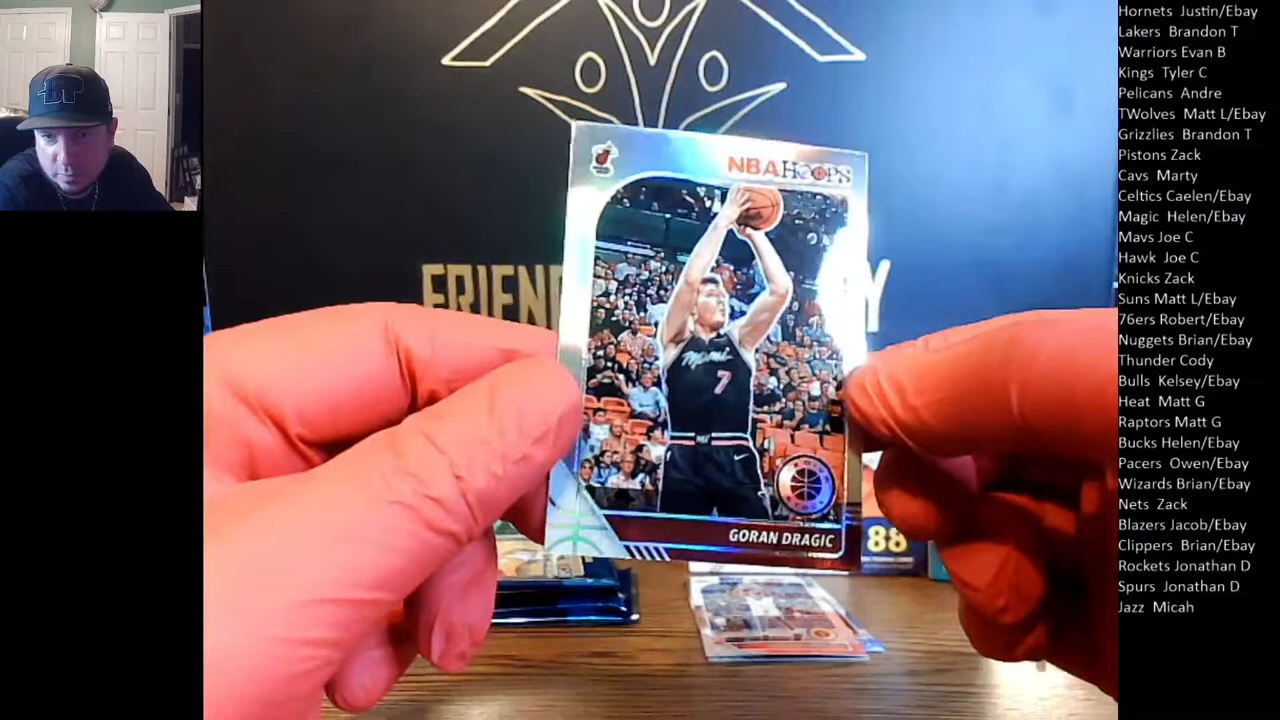 Hornets  Justin/Ebay
Lakers  Brandon T
Warriors Evan B
Kings  Tyler C
Pelicans  Andre
TWolves  Matt L/Ebay
Grizzlies  Brandon T
Pistons Zack
Cavs  Marty
Celtics Caelen/Ebay
Magic  Helen/Ebay
Mavs Joe C
Hawk  Joe C
Knicks Zack
Suns Matt L/Ebay
76ers Robert/Ebay
Nuggets Brian/Ebay
Thunder Cody
Bulls  Kelsey/Ebay
Heat  Matt G
Raptors Matt G
Bucks Helen/Ebay
Pacers  Owen/Ebay
Wizards Brian/Ebay
Nets  Zack
Blazers Jacob/Ebay
Clippers  Brian/Ebay
Rockets Jonathan D
Spurs  Jonathan D
Jazz  Micah
NBA HOOPS
Miami
7
GORAN DRAGIC
88